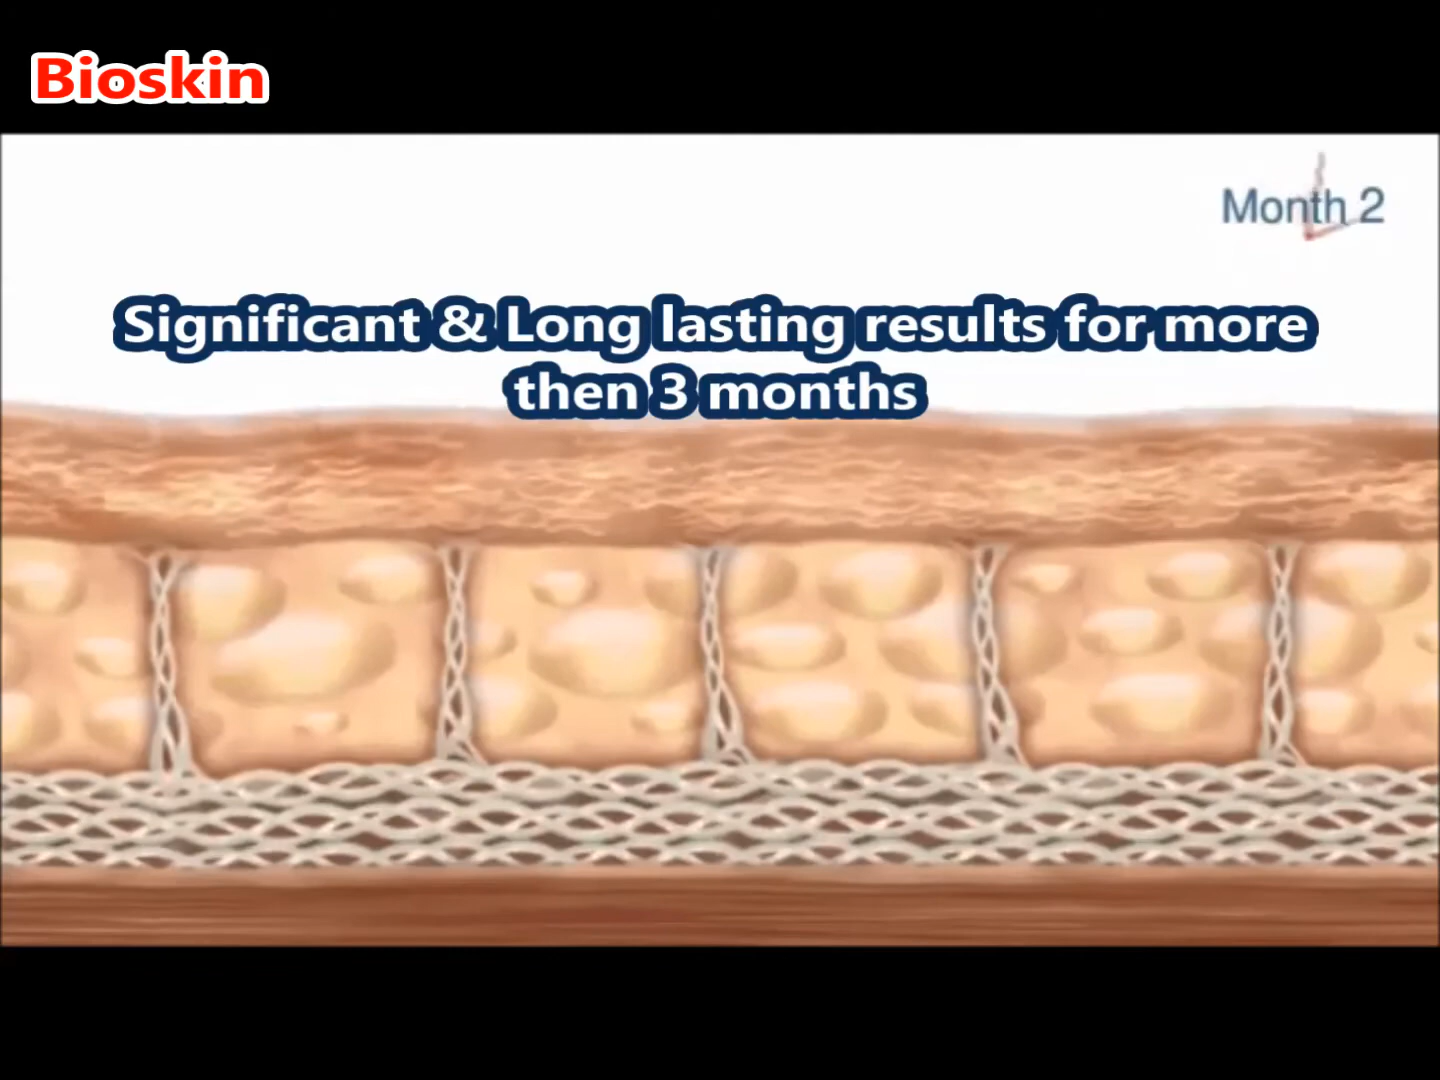 Bioskin
Month 2
Significant & Long lasting results for more
then 3 months